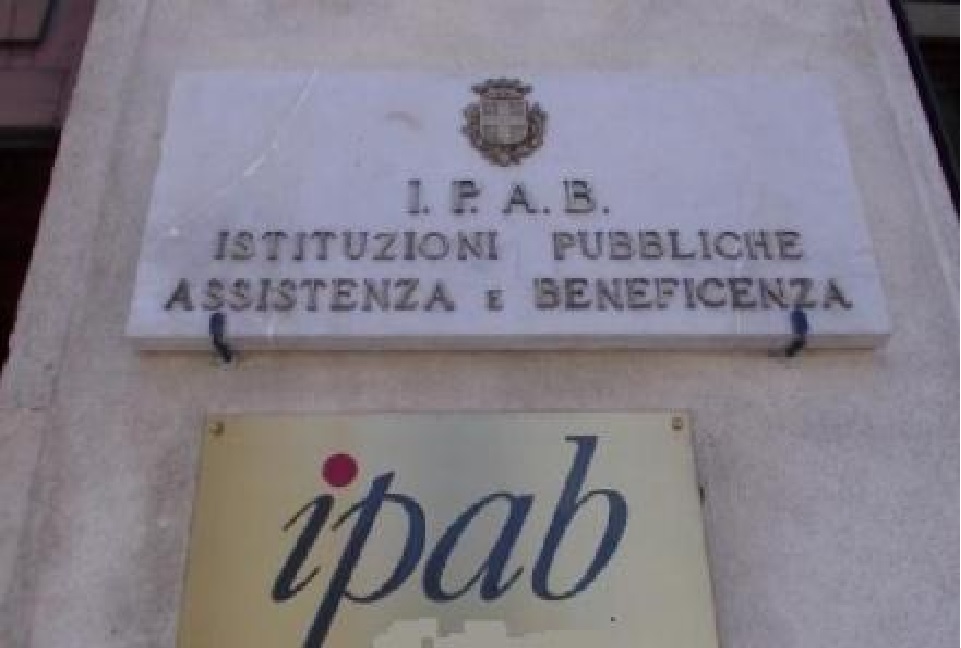 I. P. A. B.
ISTITUZIONI PUBBLICHE
ASSISTENZA E BENEFICENZA
ipab